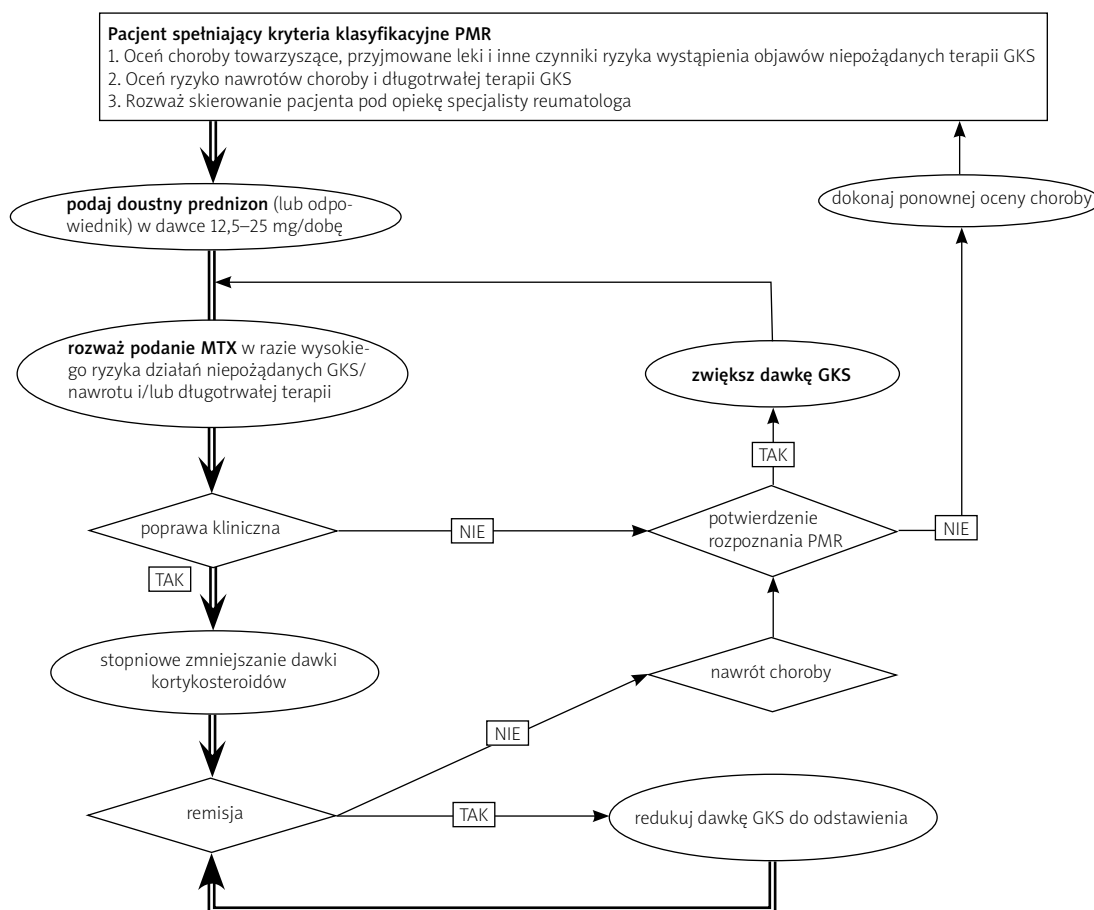 Pacjent spełniający kryteria klasyfikacyjne PMR
1. Oceń choroby towarzyszące, przyjmowane leki i inne czynniki ryzyka wystąpienia objawów niepożądanych terapii GKS
2. Oceń ryzyko nawrotów choroby i długotrwałej terapii GKS
3. Rozważ skierowanie pacjenta pod opiekę specjalisty reumatologa
podaj doustny prednizon (lub odpo-
wiednik) w dawce 12,5–25 mg/dobę
dokonaj ponownej oceny choroby
rozważ podanie MTX w razie wysokie-
go ryzyka działań niepożądanych GKS/
nawrotu i/lub długotrwałej terapii
zwiększ dawkę GKS
TAK
poprawa kliniczna
NIE
potwierdzenie
rozpoznania PMR
NIE
TAK
stopniowe zmniejszanie dawki
kortykosteroidów
nawrót choroby
NIE
remisja
TAK
redukuj dawkę GKS do odstawienia